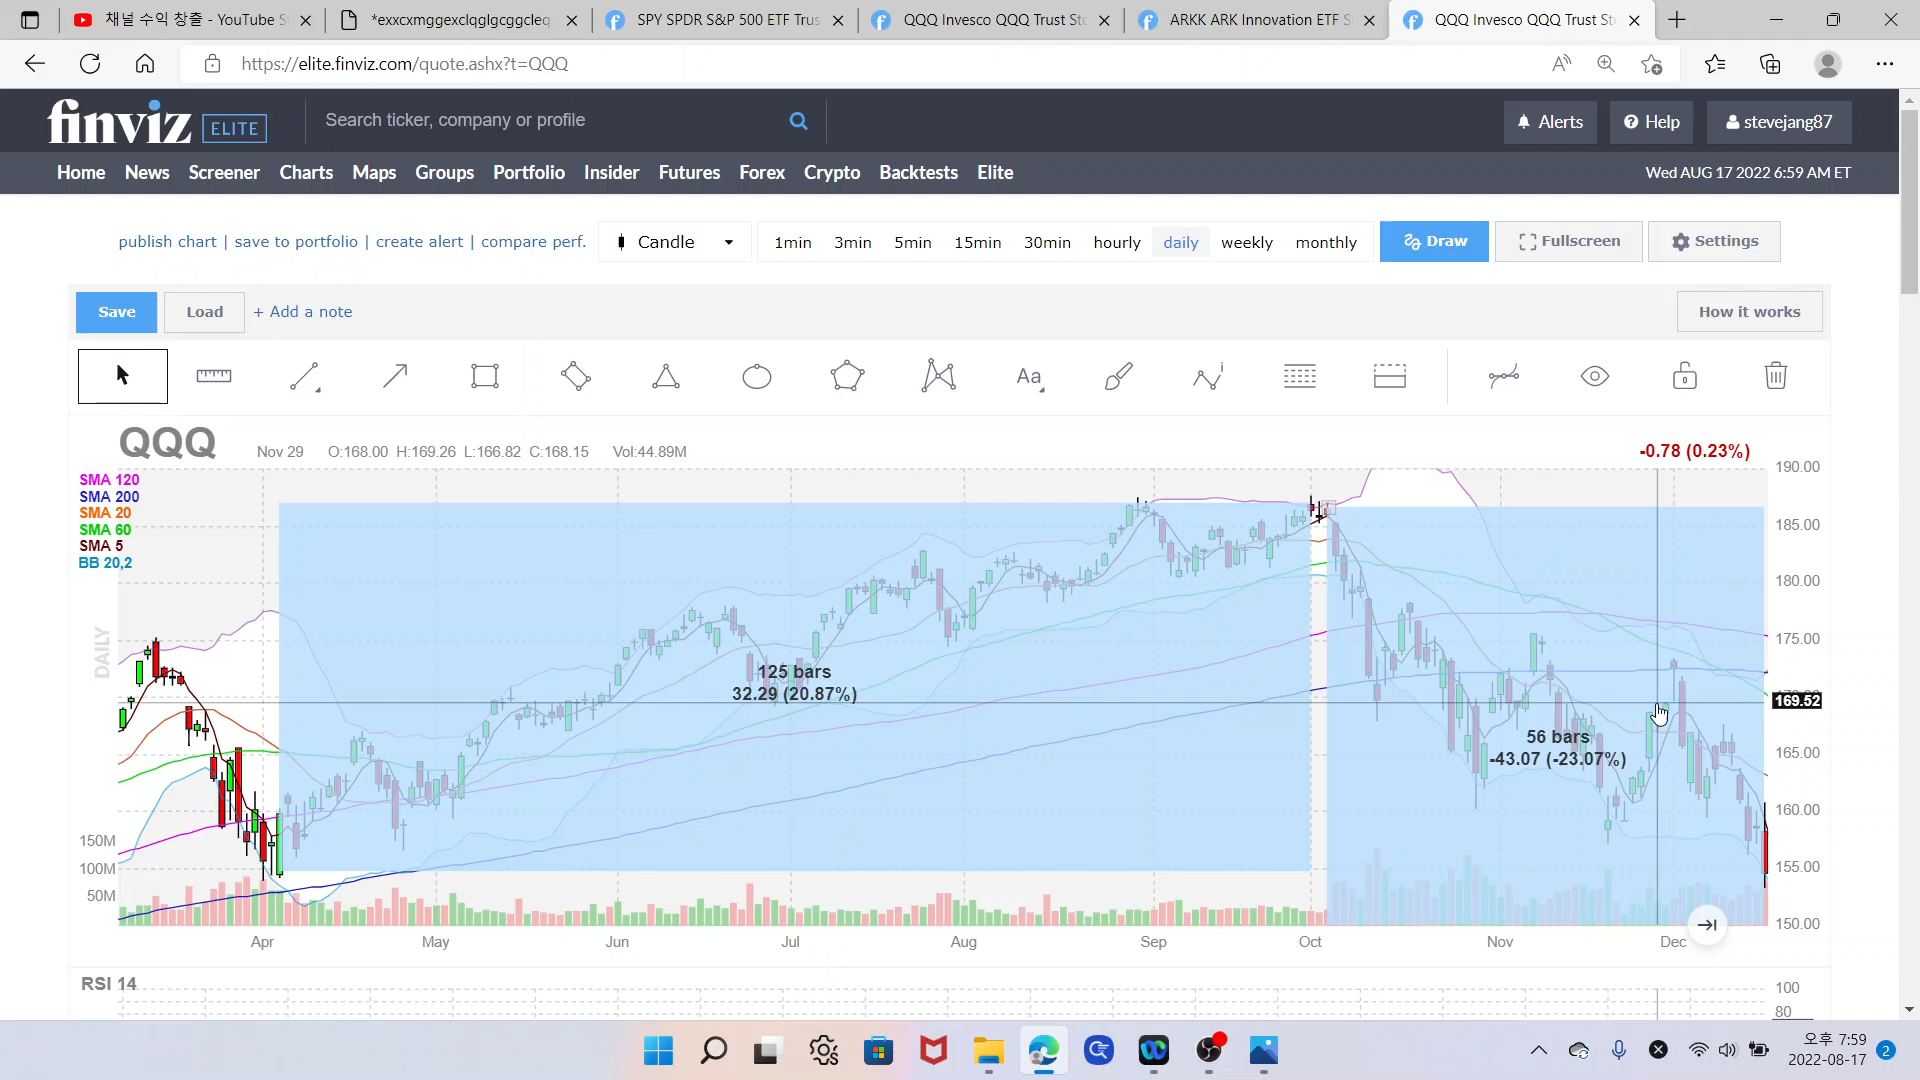 채널 수익 창출 - YouTube S
*exxcxmggexclqglgcggcleq
SPY SPDR S&P 500 ETF Trus
QQQ Invesco QQQ Trust Sto
ARKK ARK Innovation ETF S
QQQ Invesco QQQ Trust Sto
https://elite.finviz.com/quote.ashx?t=QQQ
finviz ELITE
Search ticker, company or profile
Alerts
Help
stevejang87
Home News Screener Charts Maps Groups Portfolio Insider Futures Forex Crypto Backtests Elite
Wed AUG 17 2022 6:59 AM ET
publish chart | save to portfolio | create alert | compare perf.
Candle
1min 3min 5min 15min 30min hourly daily weekly monthly
Draw
Fullscreen
Settings
Save
Load
+ Add a note
How it works
Aa
QQQ
Nov 29 O:168.00 H:169.26 L:166.82 C:168.15 Vol:44.89M
-0.78 (0.23%)
SMA 120
SMA 200
SMA 20
SMA 60
SMA 5
BB 20,2
DAILY
190.00
185.00
180.00
175.00
169.52
165.00
160.00
155.00
150.00
125 bars
32.29 (20.87%)
56 bars
-43.07 (-23.07%)
150M
100M
50M
Apr May Jun Jul Aug Sep Oct Nov Dec
RSI 14
100
80
오후 7:59
2022-08-17
2